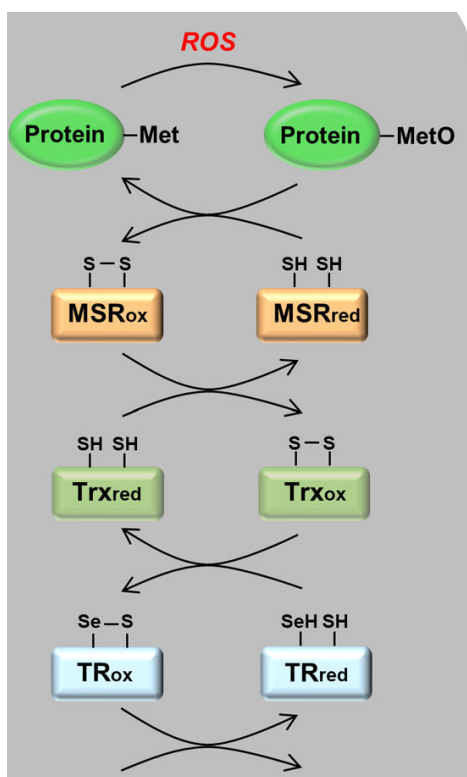 ROS
Protein Met
Protein MetO
S S
SH SH
MSRox
MSRred
SH SH
S S
Trxred
Trxox
Se S
SeH SH
TRox
TRred